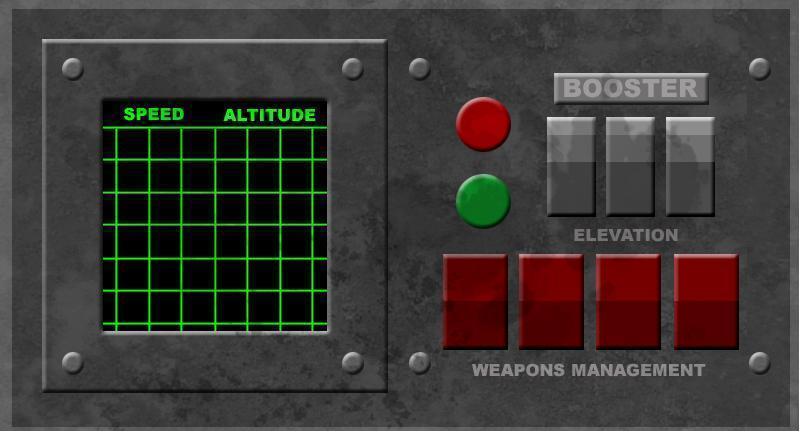 SPEED ALTITUDE
BOOSTER
ELEVATION
WEAPONS MANAGEMENT